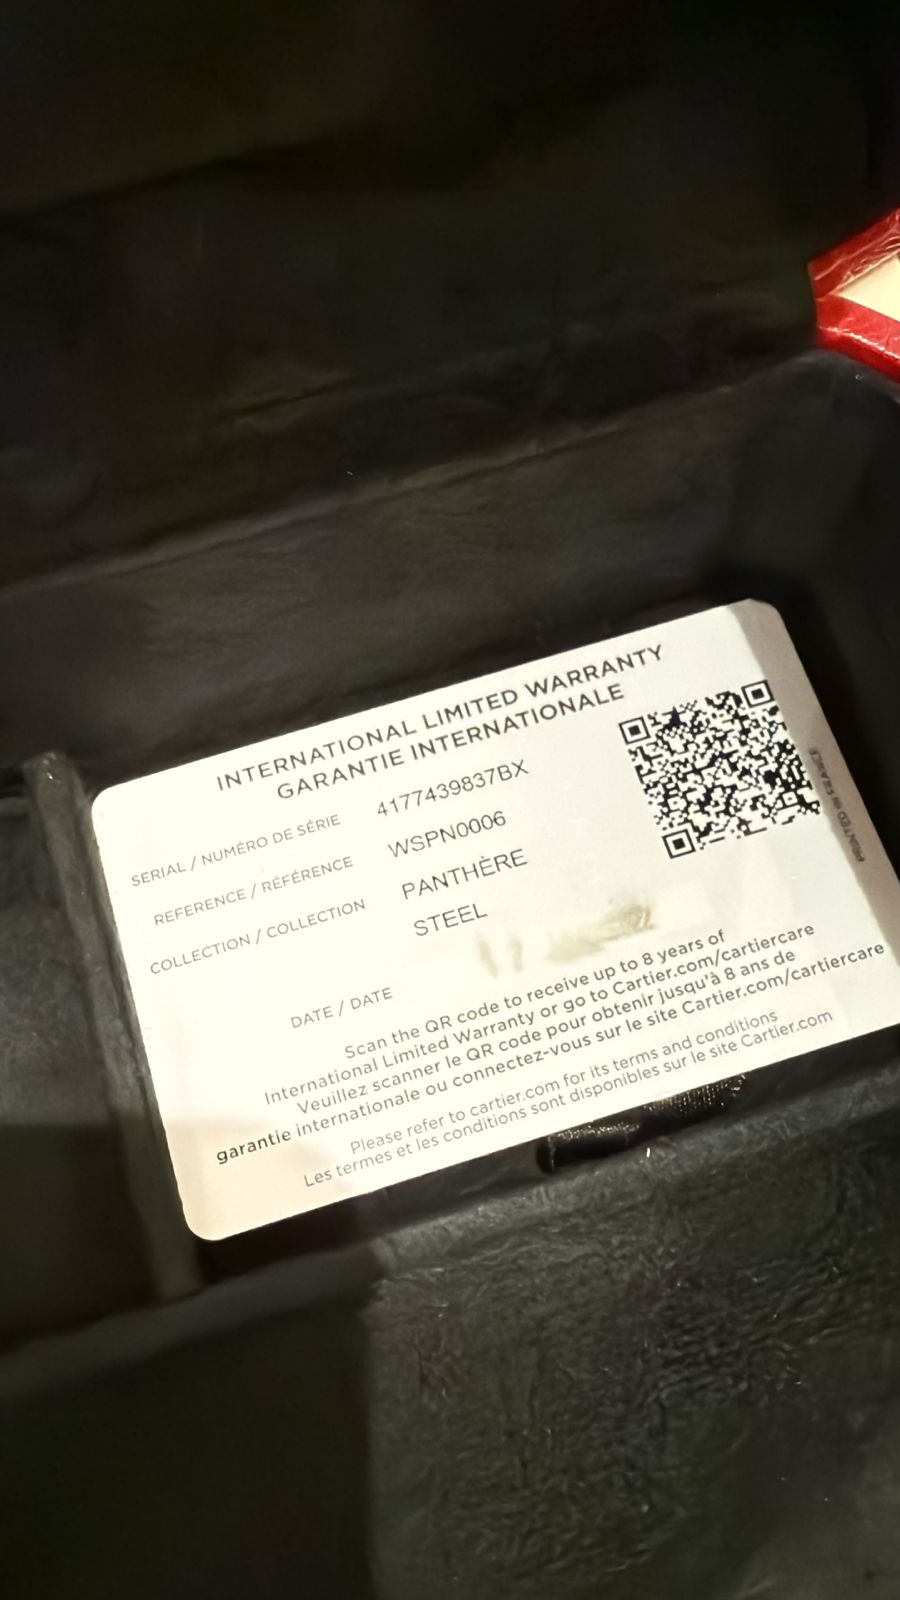 INTERNATIONAL LIMITED WARRANTY
GARANTIE INTERNATIONALE
SERIAL / NUMÉRO DE SÉRIE 4177439837BX
REFERENCE / RÉFÉRENCE WSPN0006
COLLECTION / COLLECTION PANTHÈRE
STEEL
DATE / DATE
Scan the QR code to receive up to 8 years of
International Limited Warranty or go to Cartier.com/cartiercare
Veuillez scanner le QR code pour obtenir jusqu'à 8 ans de
garantie internationale ou connectez-vous sur le site Cartier.com/cartiercare
Please refer to cartier.com for its terms and conditions
Les termes et les conditions sont disponibles sur le site Cartier.com
PRINTED IN FRANCE